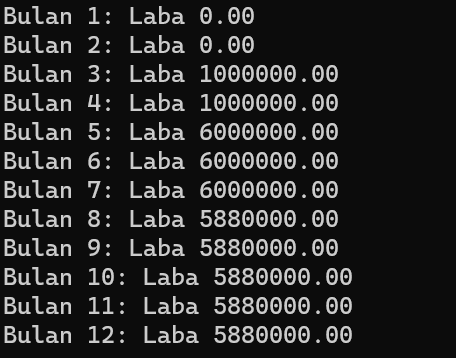 Bulan 1: Laba 0.00
Bulan 2: Laba 0.00
Bulan 3: Laba 1000000.00
Bulan 4: Laba 1000000.00
Bulan 5: Laba 6000000.00
Bulan 6: Laba 6000000.00
Bulan 7: Laba 6000000.00
Bulan 8: Laba 5880000.00
Bulan 9: Laba 5880000.00
Bulan 10: Laba 5880000.00
Bulan 11: Laba 5880000.00
Bulan 12: Laba 5880000.00